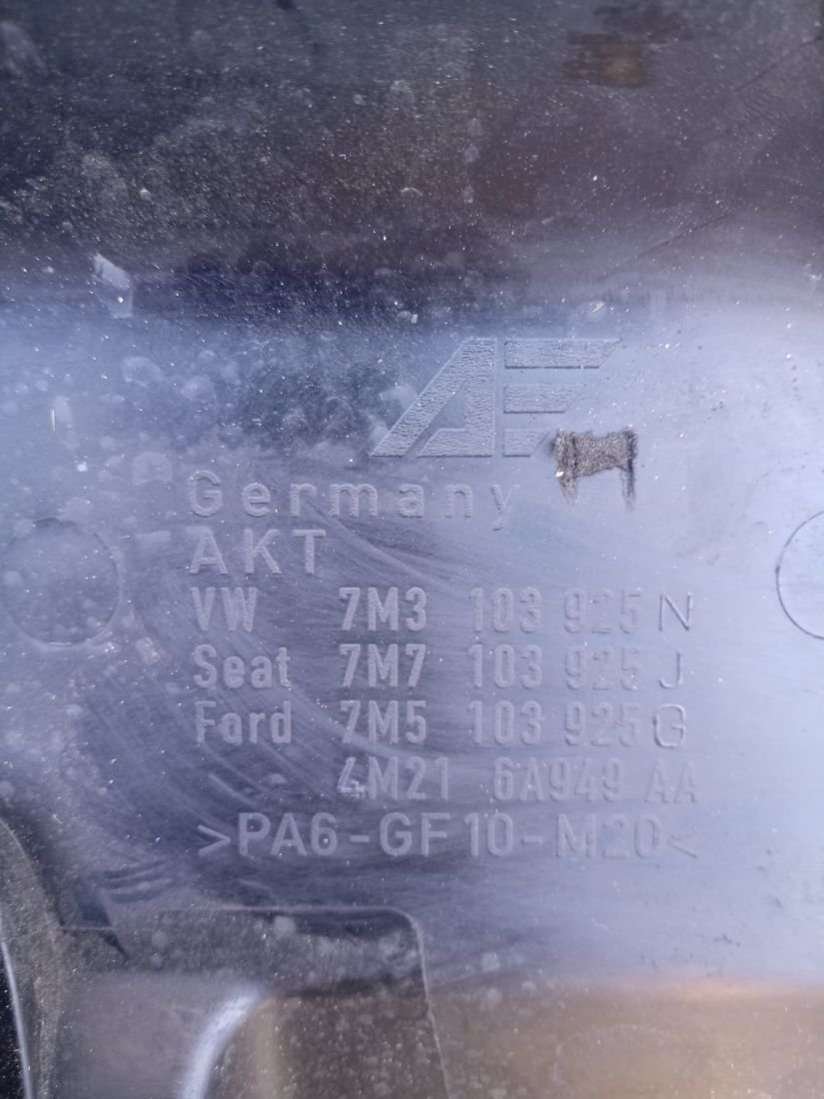 AF
Germany
AKT
VW 7M3 103 925 N
Seat 7M7 103 925 J
Ford 7M5 103 925 G
4M21 6A949 AA
>PA6-GF10-M20<